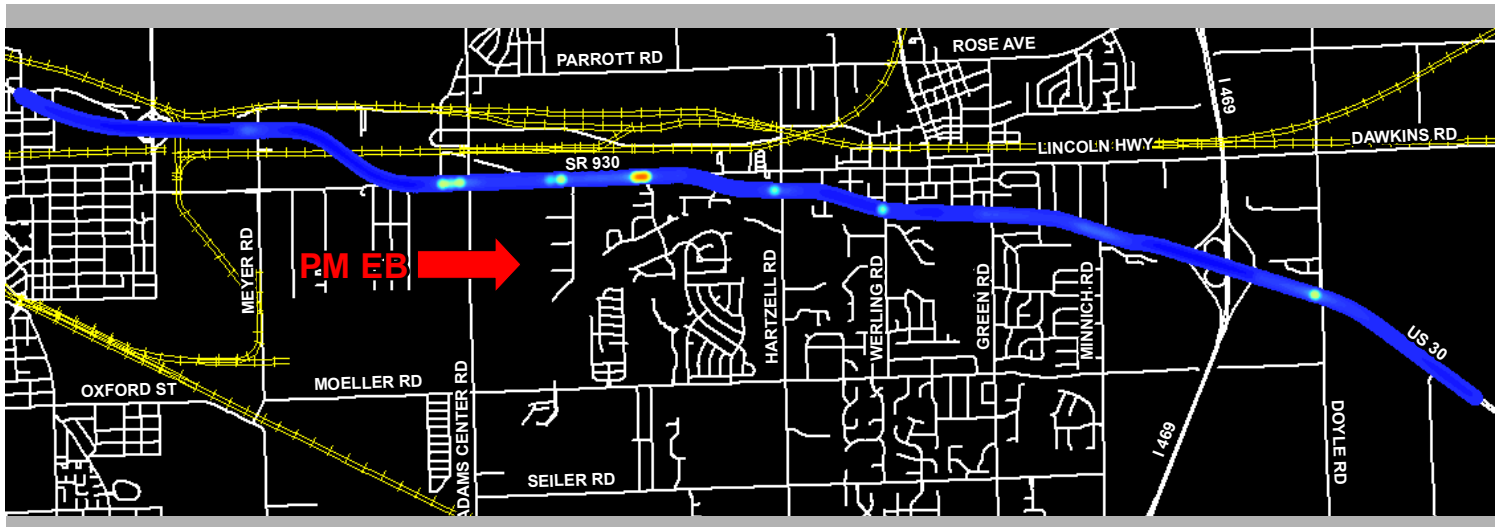 ROSE AVE
PARROTT RD
I 469
DAWKINS RD
LINCOLN HWY
SR 930
MEYER RD
PM EB
HARTZELL RD
WERLING RD
GREEN RD
MINNICH RD
US 30
MOELLER RD
OXFORD ST
ADAMS CENTER RD
DOYLE RD
I 469
SEILER RD